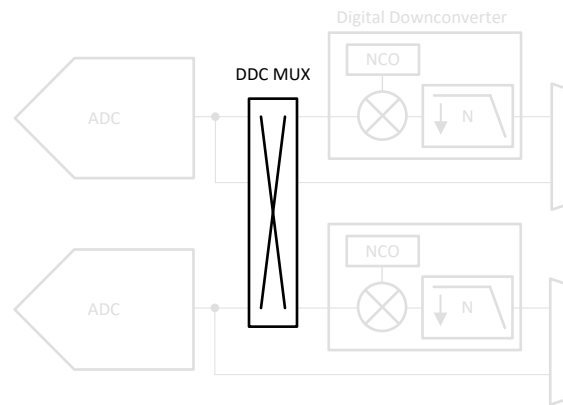 Digital Downconverter
NCO
DDC MUX
ADC
N
NCO
ADC
N